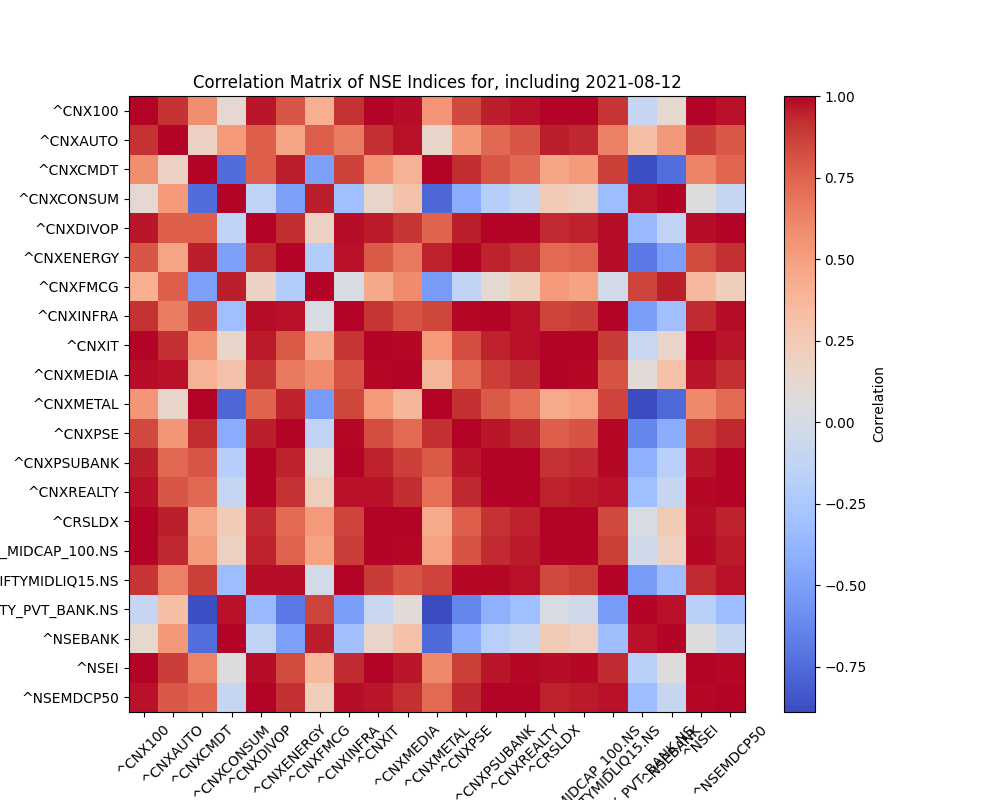 Correlation Matrix of NSE Indices for, including 2021-08-12
^CNX100
^CNXAUTO
^CNXCMDT
^CNXCONSUM
^CNXDIVOP
^CNXENERGY
^CNXFMCG
^CNXINFRA
^CNXIT
^CNXMEDIA
^CNXMETAL
^CNXPSE
^CNXPSUBANK
^CNXREALTY
^CRSLDX
_MIDCAP_100.NS
IFTYMIDLIQ15.NS
TY_PVT_BANK.NS
^NSEBANK
^NSEI
^NSEMDCP50
^CNX100
^CNXAUTO
^CNXCMDT
^CNXCONSUM
^CNXDIVOP
^CNXENERGY
^CNXFMCG
^CNXINFRA
^CNXIT
^CNXMEDIA
^CNXMETAL
^CNXPSE
^CNXPSUBANK
^CNXREALTY
^CRSLDX
MIDCAP_100.NS
TYMIDLIQ15.NS
PVT_BANK.NS
^NSEBANK
^NSEI
^NSEMDCP50
1.00
0.75
0.50
0.25
0.00
−0.25
−0.50
−0.75
Correlation